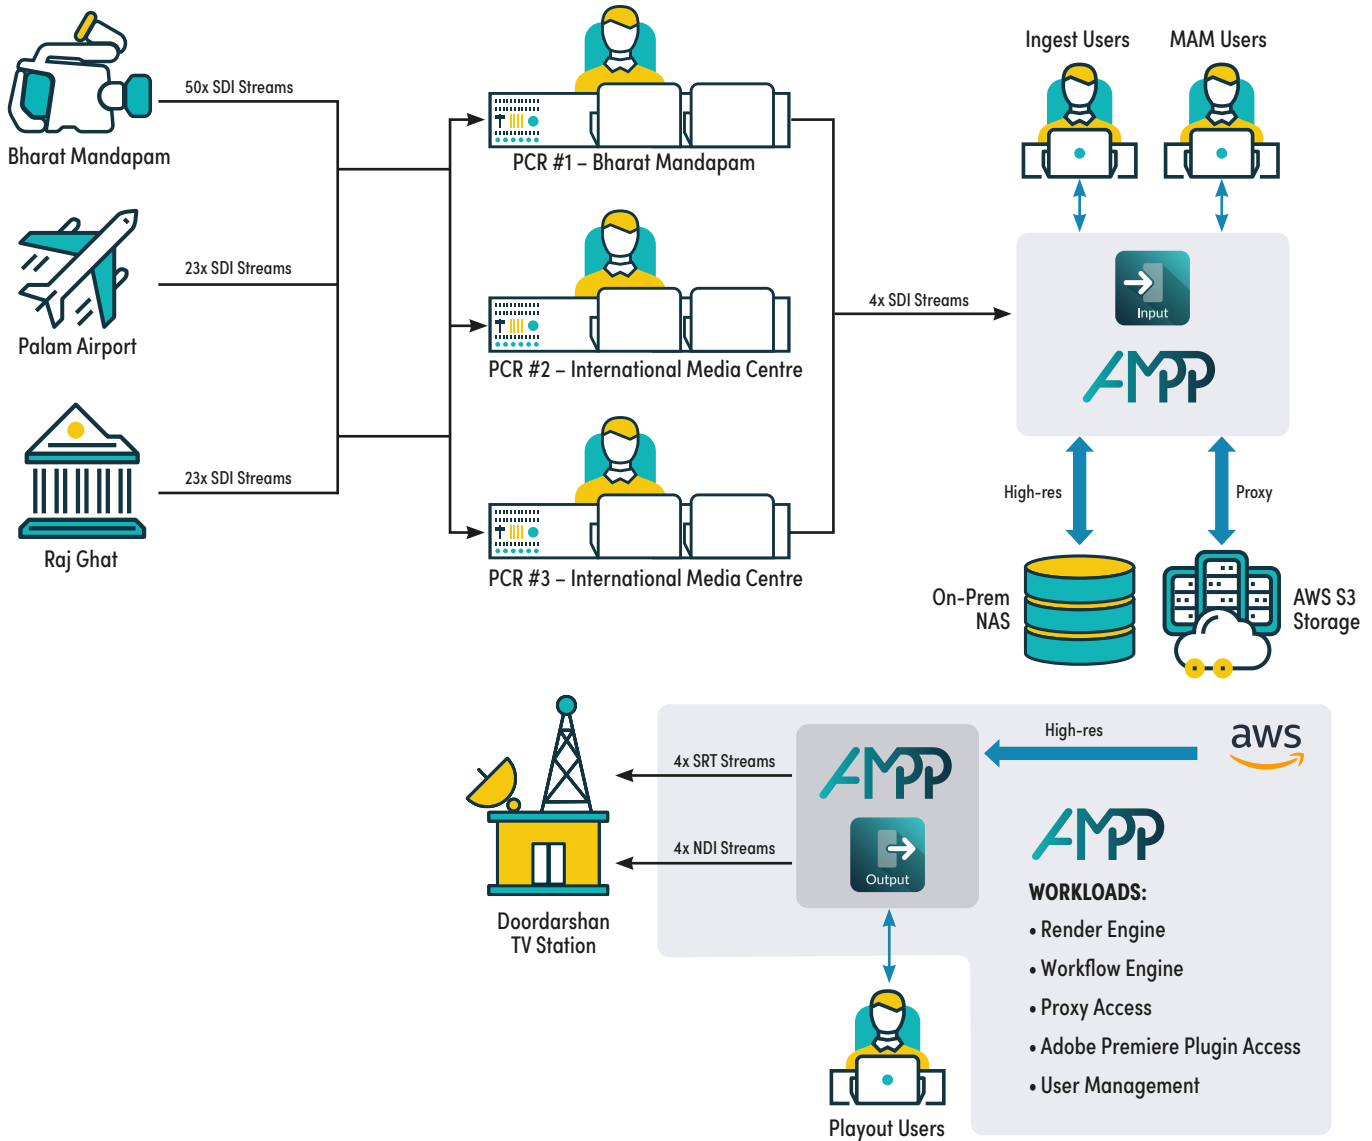 Bharat Mandapam
50x SDI Streams
Palam Airport
23x SDI Streams
Raj Ghat
23x SDI Streams
PCR #1 – Bharat Mandapam
PCR #2 – International Media Centre
PCR #3 – International Media Centre
4x SDI Streams
Ingest Users
MAM Users
Input
AMPP
High-res
Proxy
On-Prem
NAS
AWS S3
Storage
Doordarshan
TV Station
4x SRT Streams
4x NDI Streams
AMPP
Output
Playout Users
High-res
aws
AMPP
WORKLOADS:
• Render Engine
• Workflow Engine
• Proxy Access
• Adobe Premiere Plugin Access
• User Management